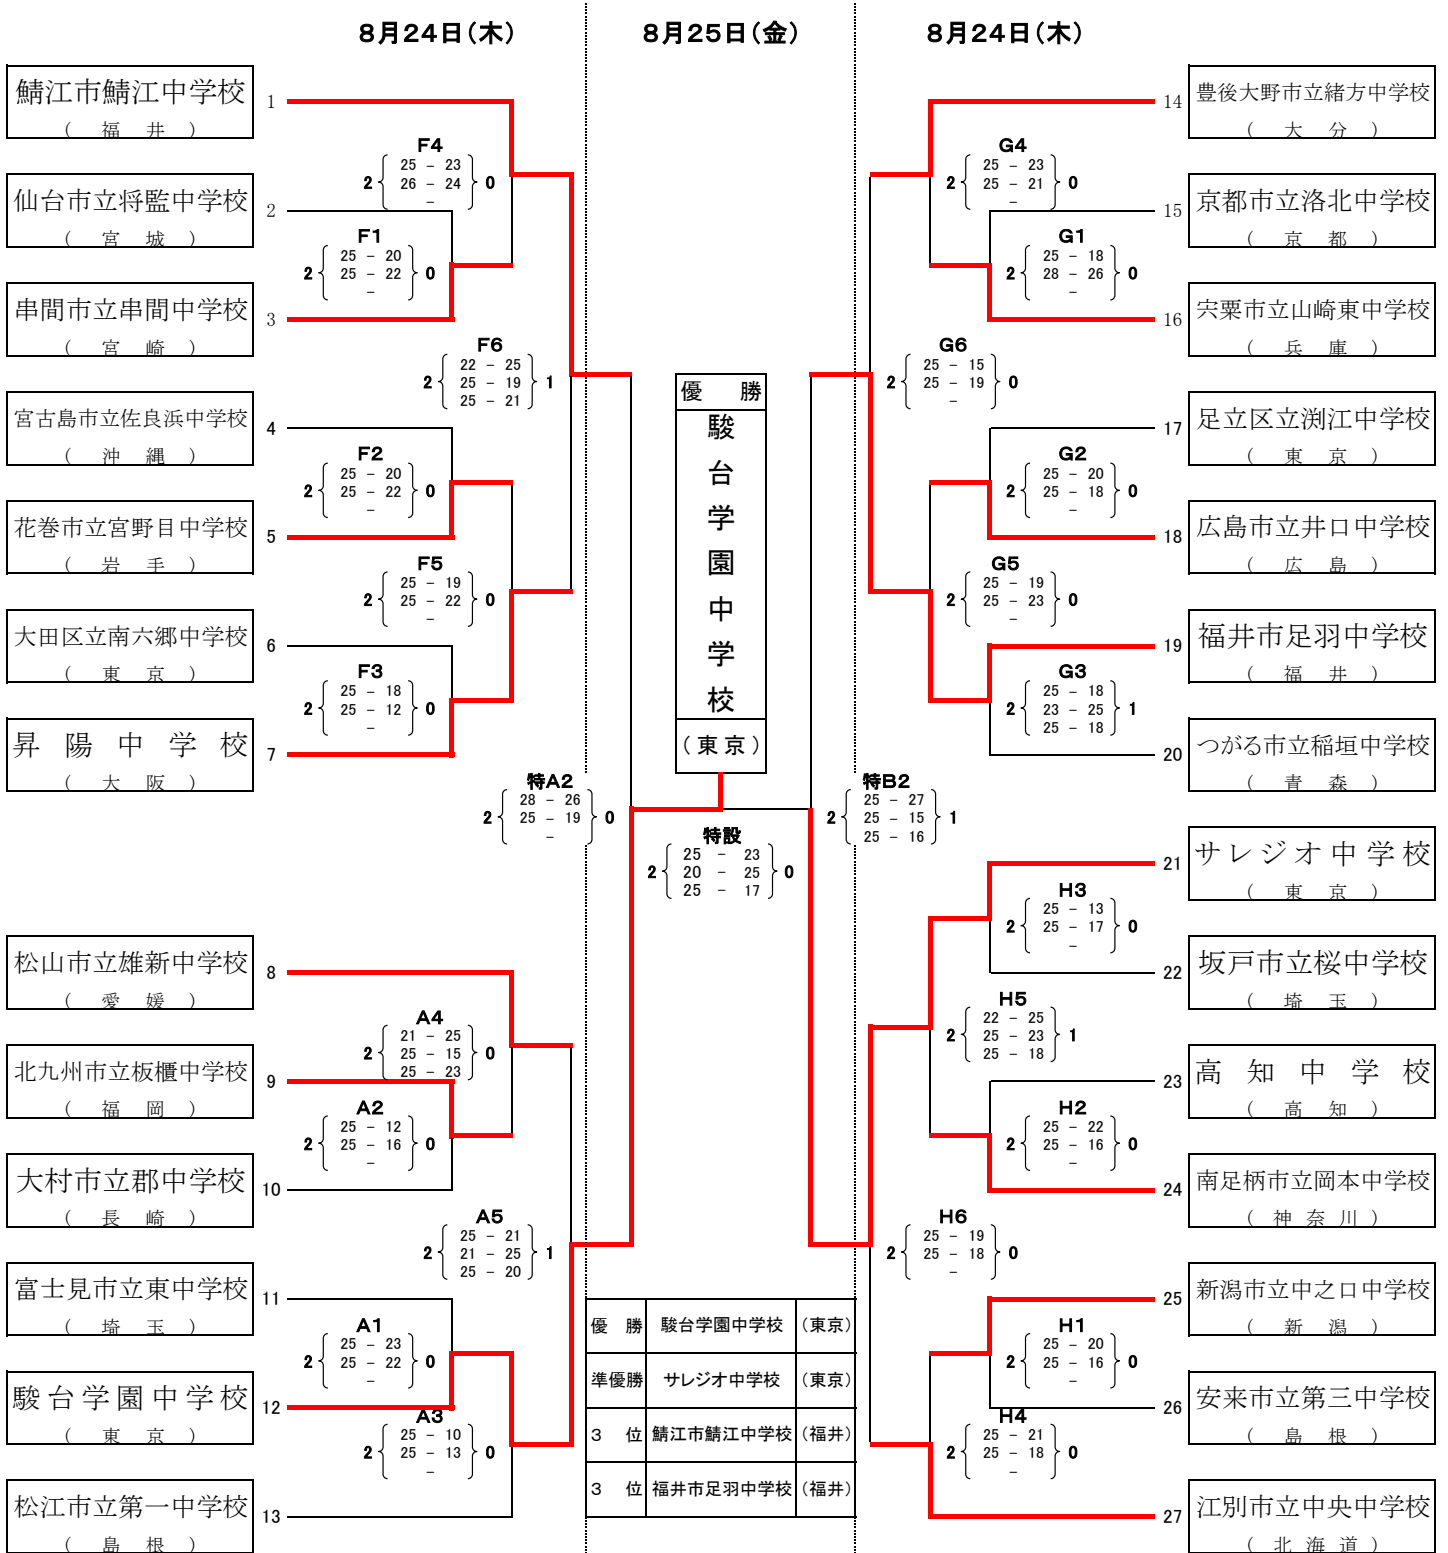 8月24日(木)
8月25日(金)
8月24日(木)
鯖江市鯖江中学校
( 福 井 )
1
仙台市立将監中学校
( 宮 城 )
2
串間市立串間中学校
( 宮 崎 )
3
宮古島市立佐良浜中学校
( 沖 縄 )
4
花巻市立宮野目中学校
( 岩 手 )
5
大田区立南六郷中学校
( 東 京 )
6
昇陽中学校
( 大 阪 )
7
松山市立雄新中学校
( 愛 媛 )
8
北九州市立板櫃中学校
( 福 岡 )
9
大村市立郡中学校
( 長 崎 )
10
富士見市立東中学校
( 埼 玉 )
11
駿台学園中学校
( 東 京 )
12
松江市立第一中学校
( 島 根 )
13
F4
25 - 23
2 26 - 24 0
-
F1
25 - 20
2 25 - 22 0
-
F6
22 - 25
2 25 - 19 1
25 - 21
F2
25 - 20
2 25 - 22 0
-
F5
25 - 19
2 25 - 22 0
-
F3
25 - 18
2 25 - 12 0
-
特A2
28 - 26
2 25 - 19 0
-
A4
21 - 25
2 25 - 15 0
25 - 23
A2
25 - 12
2 25 - 16 0
-
A5
25 - 21
2 21 - 25 1
25 - 20
A1
25 - 23
2 25 - 22 0
-
A3
25 - 10
2 25 - 13 0
-
優 勝
駿台学園中学校
(東京)
特設
25 - 23
2 20 - 25 0
25 - 17
優 勝 駿台学園中学校 (東京)
準優勝 サレジオ中学校 (東京)
3 位 鯖江市鯖江中学校 (福井)
3 位 福井市足羽中学校 (福井)
G4
25 - 23
2 25 - 21 0
-
G1
25 - 18
2 28 - 26 0
-
G6
25 - 15
2 25 - 19 0
-
G2
25 - 20
2 25 - 18 0
-
G5
25 - 19
2 25 - 23 0
-
G3
25 - 18
2 23 - 25 1
25 - 18
特B2
25 - 27
2 25 - 15 1
25 - 16
H3
25 - 13
2 25 - 17 0
-
H5
22 - 25
2 25 - 23 1
25 - 18
H2
25 - 22
2 25 - 16 0
-
H6
25 - 19
2 25 - 18 0
-
H1
25 - 20
2 25 - 16 0
-
H4
25 - 21
2 25 - 18 0
-
14
豊後大野市立緒方中学校
( 大 分 )
15
京都市立洛北中学校
( 京 都 )
16
宍粟市立山崎東中学校
( 兵 庫 )
17
足立区立渕江中学校
( 東 京 )
18
広島市立井口中学校
( 広 島 )
19
福井市足羽中学校
( 福 井 )
20
つがる市立稲垣中学校
( 青 森 )
21
サレジオ中学校
( 東 京 )
22
坂戸市立桜中学校
( 埼 玉 )
23
高知中学校
( 高 知 )
24
南足柄市立岡本中学校
( 神 奈 川 )
25
新潟市立中之口中学校
( 新 潟 )
26
安来市立第三中学校
( 島 根 )
27
江別市立中央中学校
( 北 海 道 )